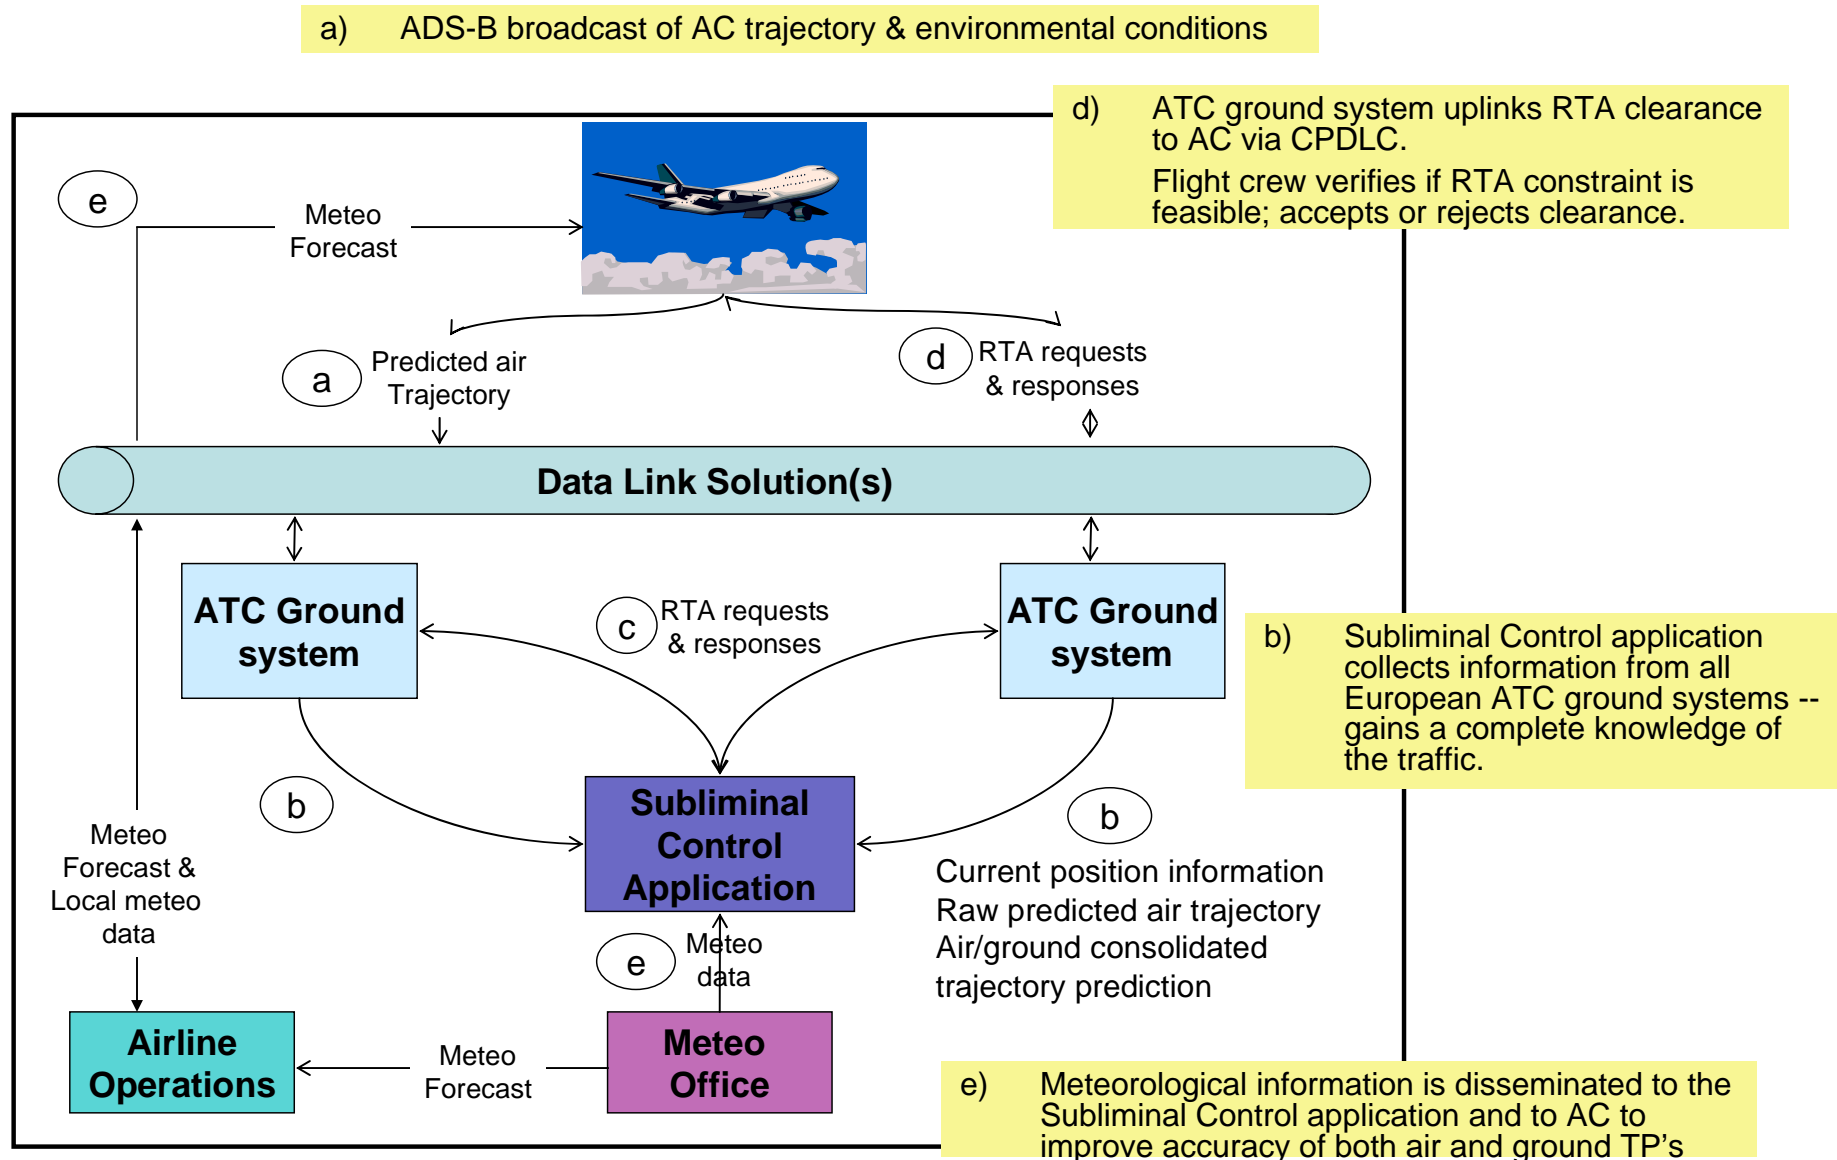 a) ADS-B broadcast of AC trajectory & environmental conditions
d) ATC ground system uplinks RTA clearance
to AC via CPDLC.
Flight crew verifies if RTA constraint is
feasible; accepts or rejects clearance.
e
Meteo
Forecast
a
Predicted air
Trajectory
d
RTA requests
& responses
Data Link Solution(s)
ATC Ground
system
c
RTA requests
& responses
ATC Ground
system
b) Subliminal Control application
collects information from all
European ATC ground systems --
gains a complete knowledge of
the traffic.
b
Subliminal
Control
Application
b
Meteo
Forecast &
Local meteo
data
Current position information
Raw predicted air trajectory
Air/ground consolidated
trajectory prediction
e
Meteo
data
Airline
Operations
Meteo
Forecast
Meteo
Office
e) Meteorological information is disseminated to the
Subliminal Control application and to AC to
improve accuracy of both air and ground TP's